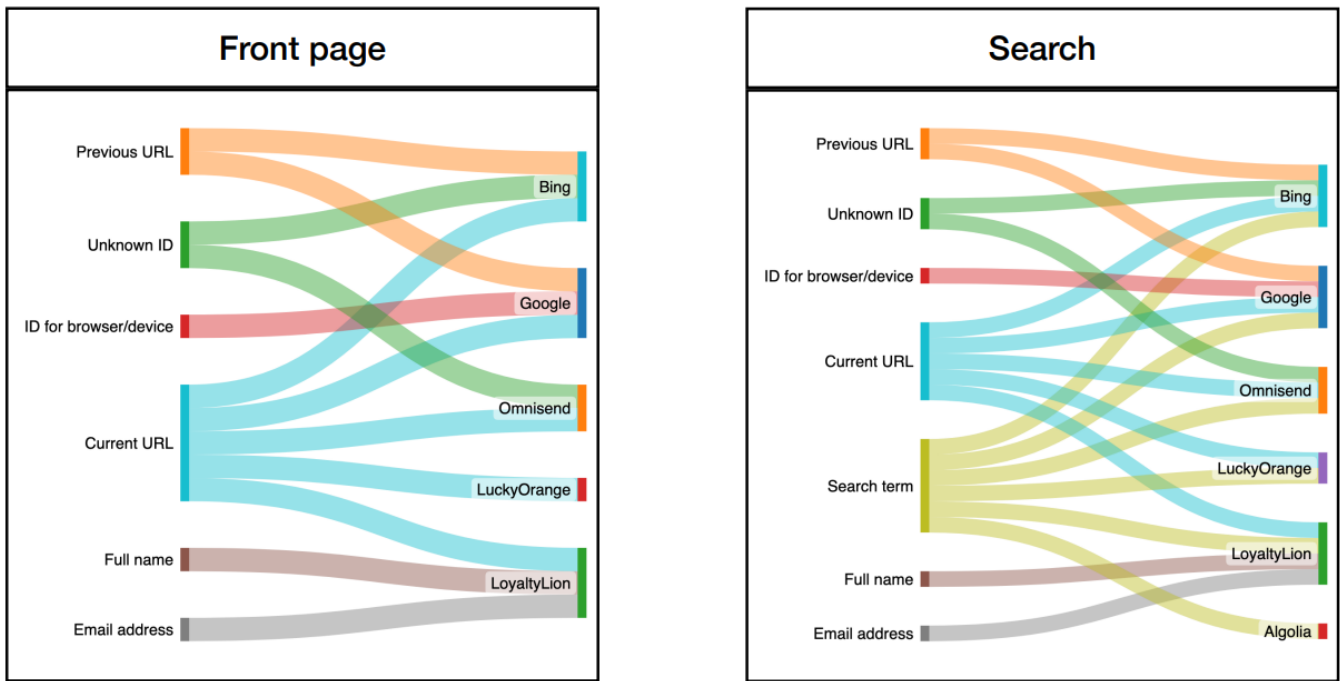 Front page
Previous URL
Unknown ID
ID for browser/device
Current URL
Full name
Email address
Bing
Google
Omnisend
LuckyOrange
LoyaltyLion
Search
Previous URL
Unknown ID
ID for browser/device
Current URL
Search term
Full name
Email address
Bing
Google
Omnisend
LuckyOrange
LoyaltyLion
Algolia